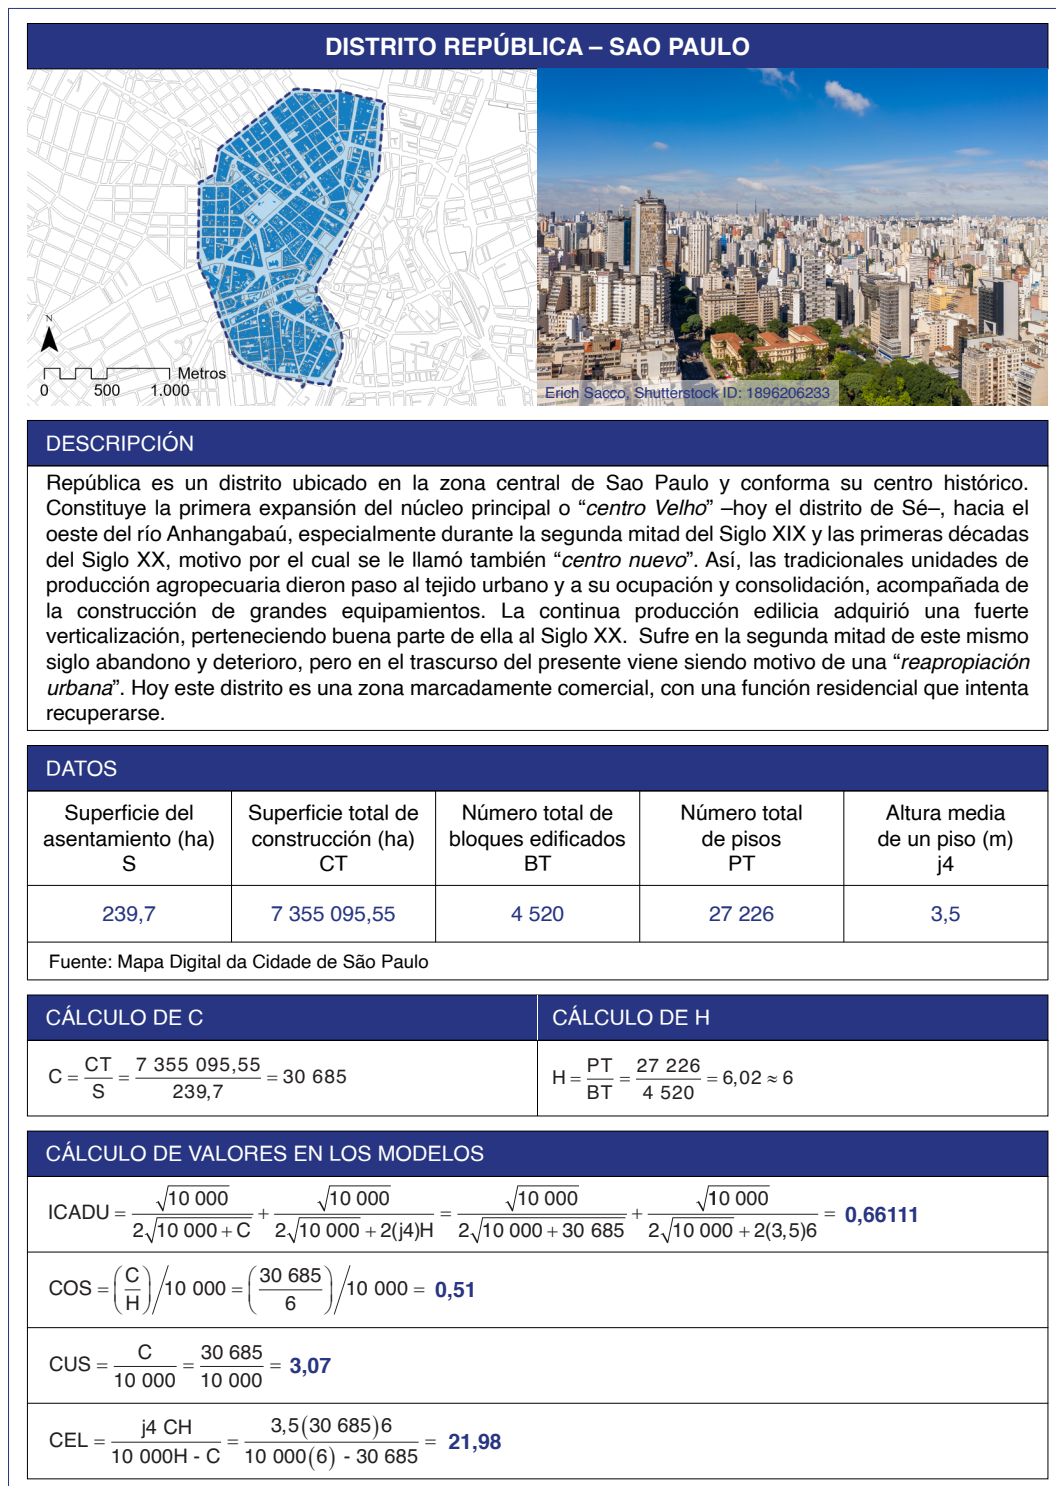 DISTRITO REPÚBLICA – SAO PAULO
N
Metros
0 500 1.000
Erich Sacco, Shutterstock ID: 1896206233
DESCRIPCIÓN
República es un distrito ubicado en la zona central de Sao Paulo y conforma su centro histórico.
Constituye la primera expansión del núcleo principal o “centro Velho” –hoy el distrito de Sé–, hacia el
oeste del río Anhangabaú, especialmente durante la segunda mitad del Siglo XIX y las primeras décadas
del Siglo XX, motivo por el cual se le llamó también “centro nuevo”. Así, las tradicionales unidades de
producción agropecuaria dieron paso al tejido urbano y a su ocupación y consolidación, acompañada de
la construcción de grandes equipamientos. La continua producción edilicia adquirió una fuerte
verticalización, perteneciendo buena parte de ella al Siglo XX. Sufre en la segunda mitad de este mismo
siglo abandono y deterioro, pero en el trascurso del presente viene siendo motivo de una “reapropiación
urbana”. Hoy este distrito es una zona marcadamente comercial, con una función residencial que intenta
recuperarse.
DATOS
Superficie del asentamiento (ha) S
Superficie total de construcción (ha) CT
Número total de bloques edificados BT
Número total de pisos PT
Altura media de un piso (m) j4
239,7 7 355 095,55 4 520 27 226 3,5
Fuente: Mapa Digital da Cidade de São Paulo
CÁLCULO DE C
C = CT/S = 7 355 095,55/239,7 = 30 685
CÁLCULO DE H
H = PT/BT = 27 226/4 520 = 6,02 ≈ 6
CÁLCULO DE VALORES EN LOS MODELOS
ICADU = √10 000/2√10 000 + C + √10 000/2√10 000 + 2(j4)H = √10 000/2√10 000 + 30 685 + √10 000/2√10 000 + 2(3,5)6 = 0,66111
COS = (C/H)/10 000 = (30 685/6)/10 000 = 0,51
CUS = C/10 000 = 30 685/10 000 = 3,07
CEL = j4 CH/10 000H - C = 3,5(30 685)6/10 000(6) - 30 685 = 21,98